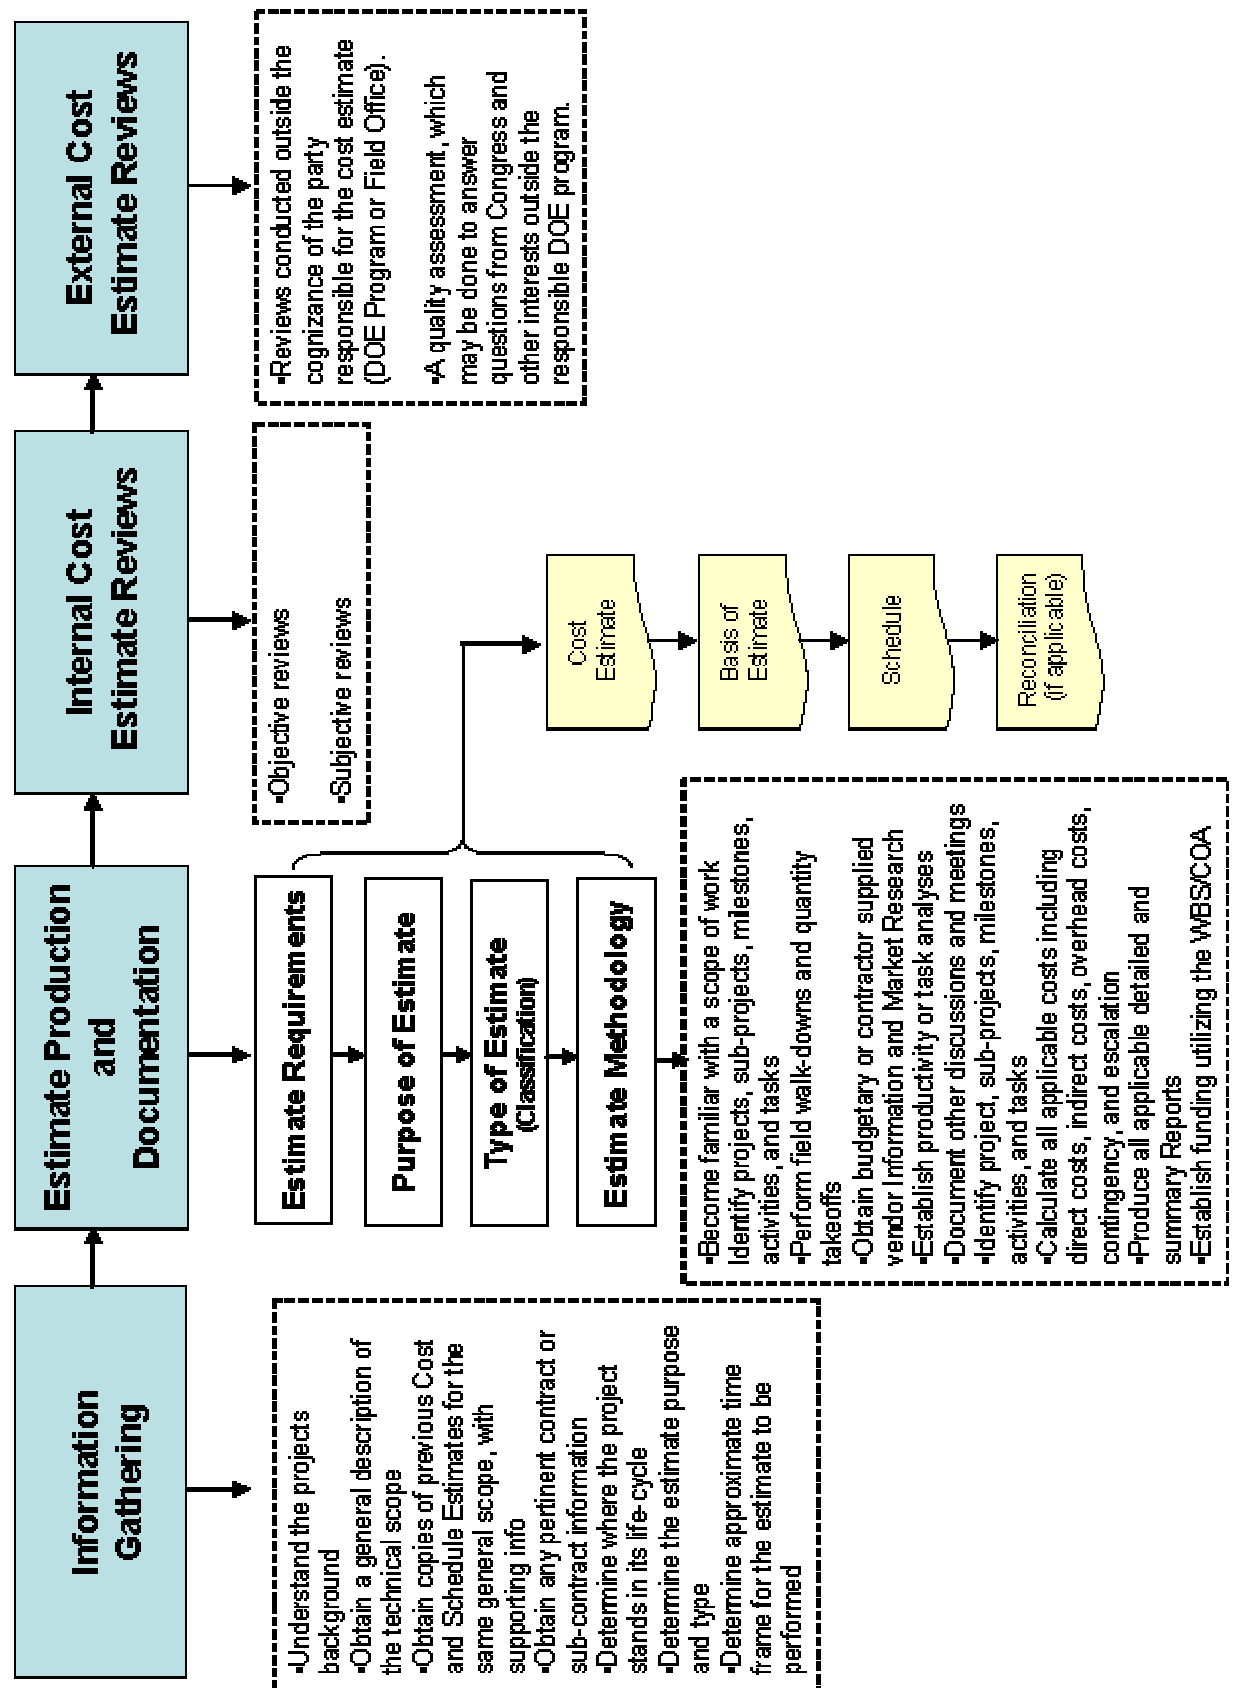 Information
Gathering
Estimate Production
and
Documentation
Internal Cost
Estimate Reviews
External Cost
Estimate Reviews
▪Understand the projects
background
▪Obtain a general description of
the technical scope
▪Obtain copies of previous Cost
and Schedule Estimates for the
same general scope, with
supporting info
▪Obtain any pertinent contract or
sub-contract information
▪Determine where the project
stands in its life-cycle
▪Determine the estimate purpose
and type
▪Determine approximate time
frame for the estimate to be
performed
Estimate Requirements
Purpose of Estimate
Type of Estimate
(Classification)
Estimate Methodology
▪Become familiar with a scope of work
Identify projects, sub-projects, milestones,
activities, and tasks
▪Perform field walk-downs and quantity
takeoffs
▪Obtain budgetary or contractor supplied
vendor Information and Market Research
▪Establish productivity or task analyses
▪Document other discussions and meetings
▪Identify project, sub-projects, milestones,
activities, and tasks
▪Calculate all applicable costs including
direct costs, indirect costs, overhead costs,
contingency, and escalation
▪Produce all applicable detailed and
summary Reports
▪Establish funding utilizing the WBS/COA
▪Objective reviews
▪Subjective reviews
Cost
Estimate
Basis of
Estimate
Schedule
Reconciliation
(if applicable)
▪Reviews conducted outside the
cognizance of the party
responsible for the cost estimate
(DOE Program or Field Office).
▪A quality assessment, which
may be done to answer
questions from Congress and
other interests outside the
responsible DOE program.